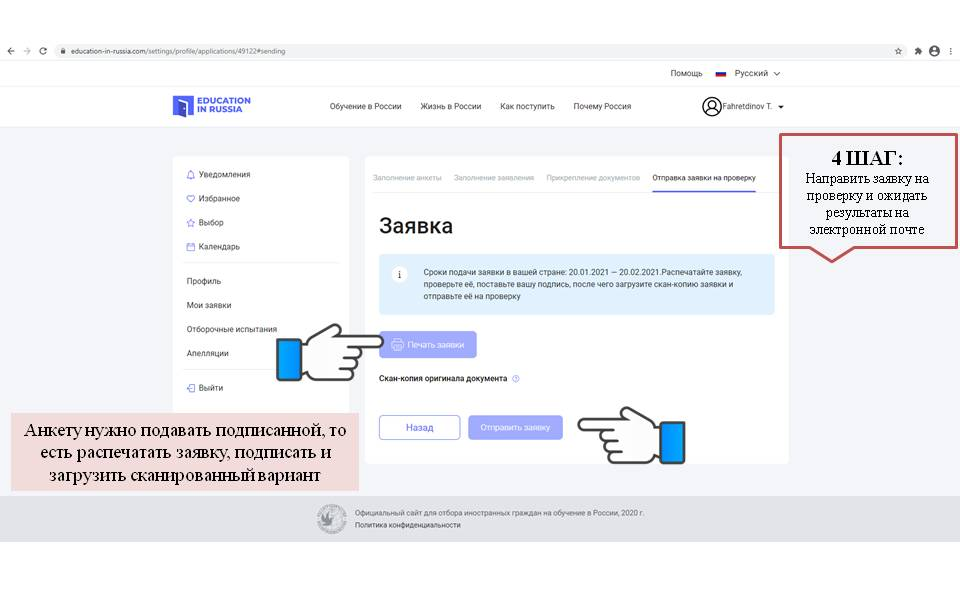 education-in-russia.com/settings/profile/applications/49122#sending
Помощь
Русский
EDUCATION
IN RUSSIA
Обучение в России
Жизнь в России
Как поступить
Почему Россия
Fahretdinov T.
4 ШАГ:
Направить заявку на
проверку и ожидать
результаты на
электронной почте
Уведомления
Избранное
Выбор
Календарь
Профиль
Мои заявки
Отборочные испытания
Апелляции
Выйти
Заполнение анкеты
Заполнение заявления
Прикрепление документов
Отправка заявки на проверку
Заявка
Сроки подачи заявки в вашей стране: 20.01.2021 — 20.02.2021.Распечатайте заявку,
проверьте её, поставьте вашу подпись, после чего загрузите скан-копию заявки и
отправьте её на проверку
Печать заявки
Скан-копия оригинала документа
Назад
Отправить заявку
Анкету нужно подавать подписанной, то
есть распечатать заявку, подписать и
загрузить сканированный вариант
Официальный сайт для отбора иностранных граждан на обучение в России, 2020 г.
Политика конфиденциальности